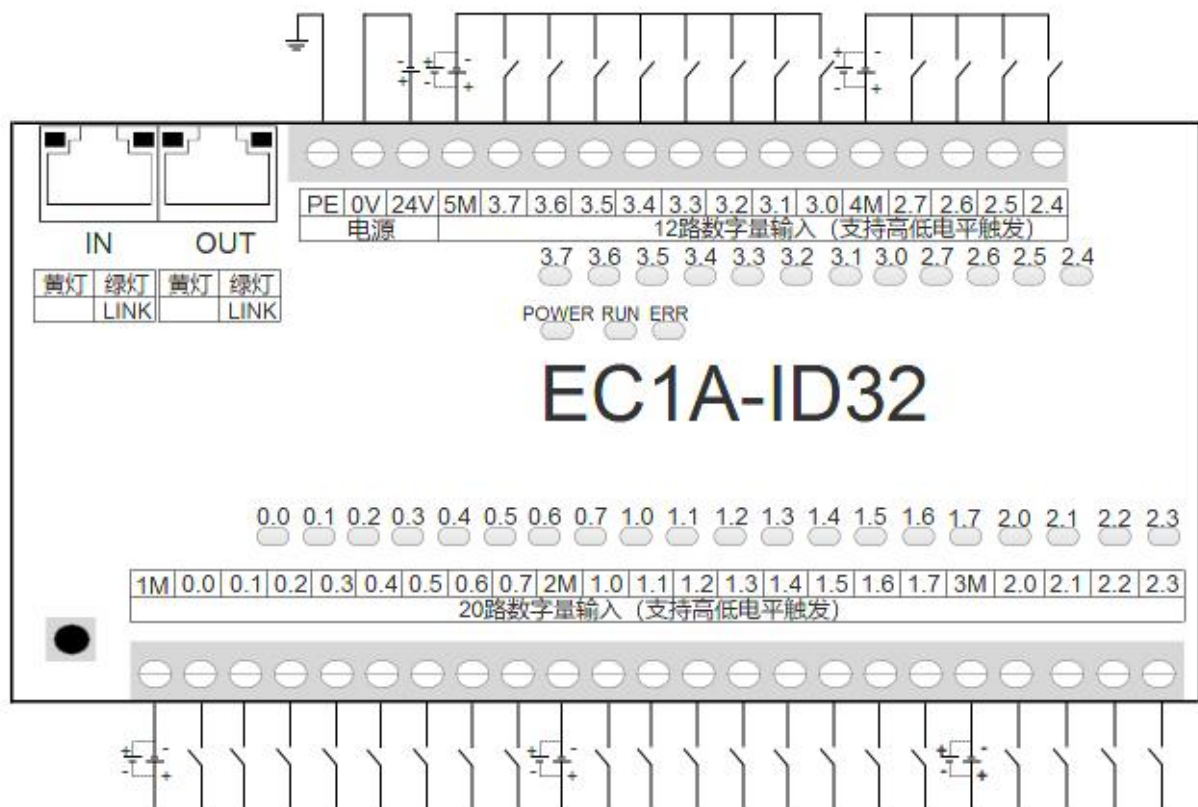 PE 0V 24V 5M 3.7 3.6 3.5 3.4 3.3 3.2 3.1 3.0 4M 2.7 2.6 2.5 2.4
电源 12路数字量输入（支持高低电平触发）
IN OUT
3.7 3.6 3.5 3.4 3.3 3.2 3.1 3.0 2.7 2.6 2.5 2.4
黄灯 绿灯 黄灯 绿灯
LINK LINK
POWER RUN ERR
EC1A-ID32
0.0 0.1 0.2 0.3 0.4 0.5 0.6 0.7 1.0 1.1 1.2 1.3 1.4 1.5 1.6 1.7 2.0 2.1 2.2 2.3
1M 0.0 0.1 0.2 0.3 0.4 0.5 0.6 0.7 2M 1.0 1.1 1.2 1.3 1.4 1.5 1.6 1.7 3M 2.0 2.1 2.2 2.3
20路数字量输入（支持高低电平触发）